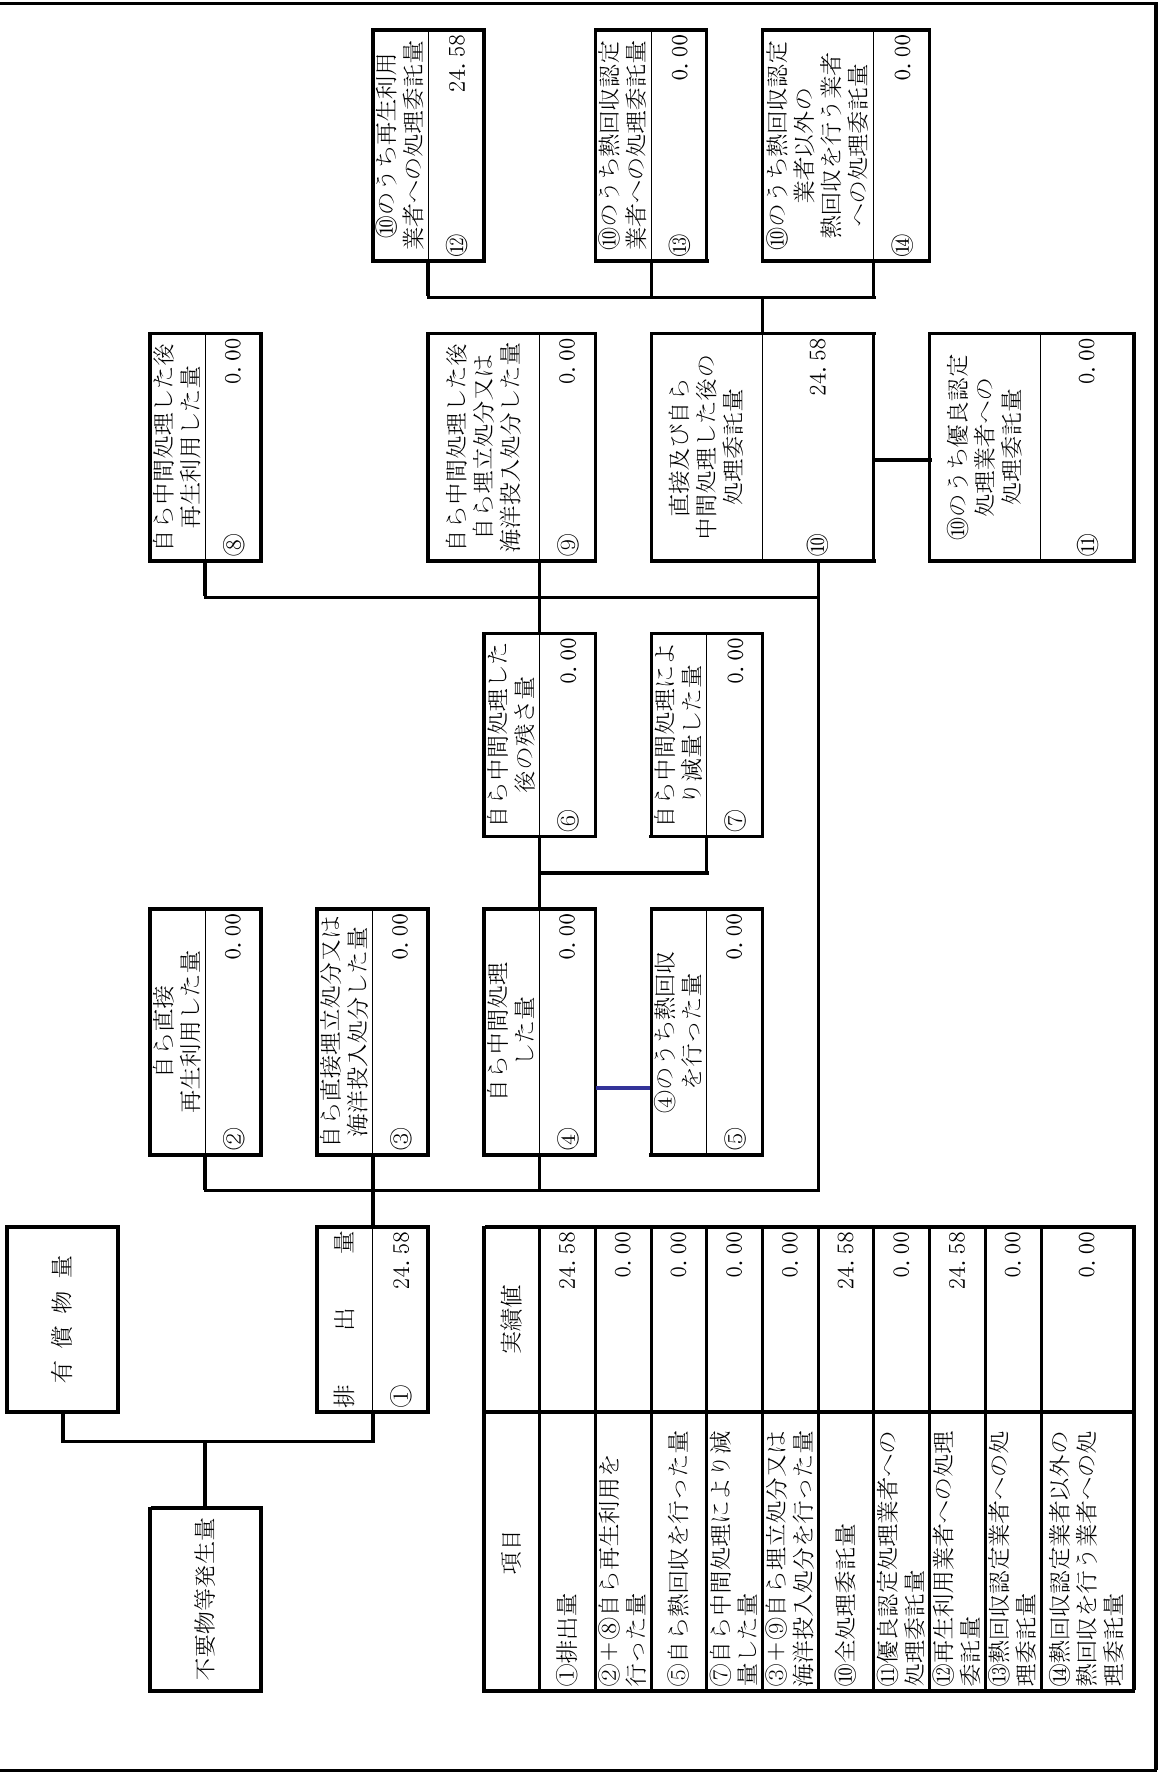 不要物等発生量
有償物量
排出量
① 24.58
自ら直接
再生利用した量
② 0.00
自ら直接埋立処分又は
海洋投入処分した量
③ 0.00
自ら中間処理
した量
④ 0.00
④のうち熱回収
を行った量
⑤ 0.00
自ら中間処理した
後の残さ量
⑥ 0.00
自ら中間処理によ
り減量した量
⑦ 0.00
自ら中間処理した後
再生利用した量
⑧ 0.00
自ら中間処理した後
自ら埋立処分又は
海洋投入処分した量
⑨ 0.00
直接及び自ら
中間処理した後の
処理委託量
⑩ 24.58
⑩のうち優良認定
処理業者への
処理委託量
⑪ 0.00
⑩のうち再生利用
業者への処理委託量
⑫ 24.58
⑩のうち熱回収認定
業者への処理委託量
⑬ 0.00
⑩のうち熱回収認定
業者以外の
熱回収を行う業者
への処理委託量
⑭ 0.00
項目 実績値
①排出量 24.58
②+⑧自ら再生利用を
行った量 0.00
⑤自ら熱回収を行った量 0.00
⑦自ら中間処理により減
量した量 0.00
③+⑨自ら埋立処分又は
海洋投入処分を行った量 0.00
⑩全処理委託量 24.58
⑪優良認定処理業者への
処理委託量 0.00
⑫再生利用業者への処理
委託量 24.58
⑬熱回収認定業者への処
理委託量 0.00
⑭熱回収認定業者以外の
熱回収を行う業者への処
理委託量 0.00